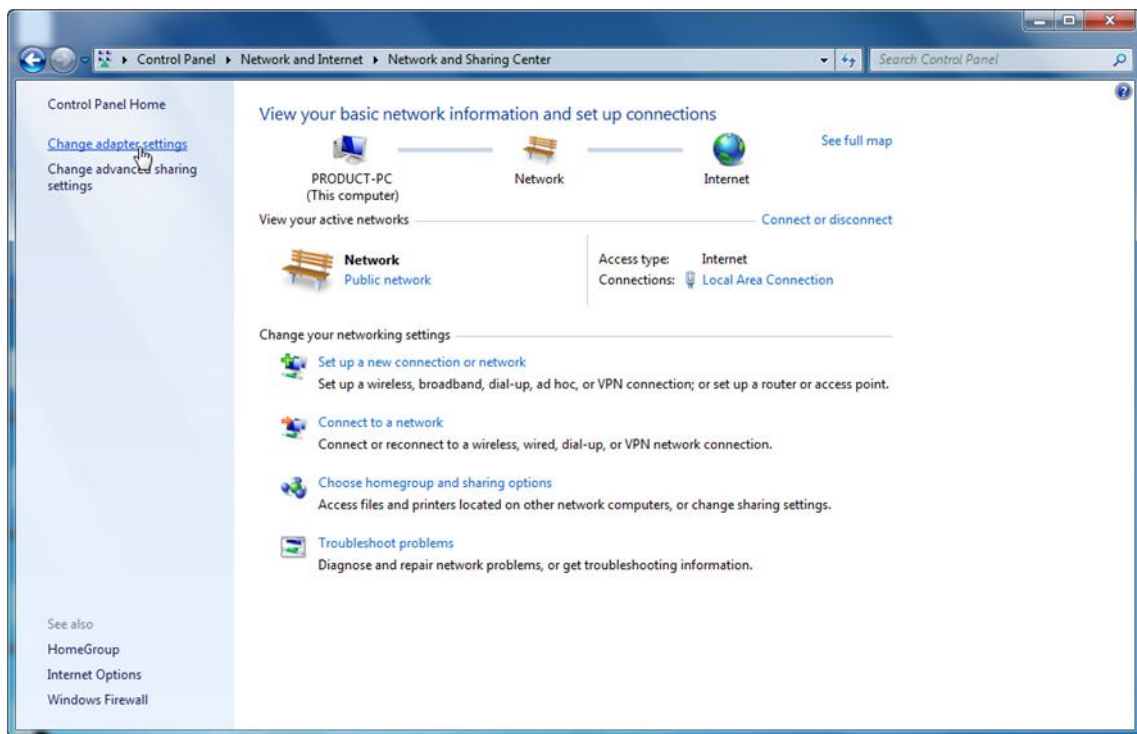 Control Panel ▸ Network and Internet ▸ Network and Sharing Center
Search Control Panel
Control Panel Home
Change adapter settings
Change advanced sharing
settings
View your basic network information and set up connections
See full map
PRODUCT-PC
(This computer)
Network
Internet
View your active networks
Connect or disconnect
Network
Public network
Access type: Internet
Connections: Local Area Connection
Change your networking settings
Set up a new connection or network
Set up a wireless, broadband, dial-up, ad hoc, or VPN connection; or set up a router or access point.
Connect to a network
Connect or reconnect to a wireless, wired, dial-up, or VPN network connection.
Choose homegroup and sharing options
Access files and printers located on other network computers, or change sharing settings.
Troubleshoot problems
Diagnose and repair network problems, or get troubleshooting information.
See also
HomeGroup
Internet Options
Windows Firewall